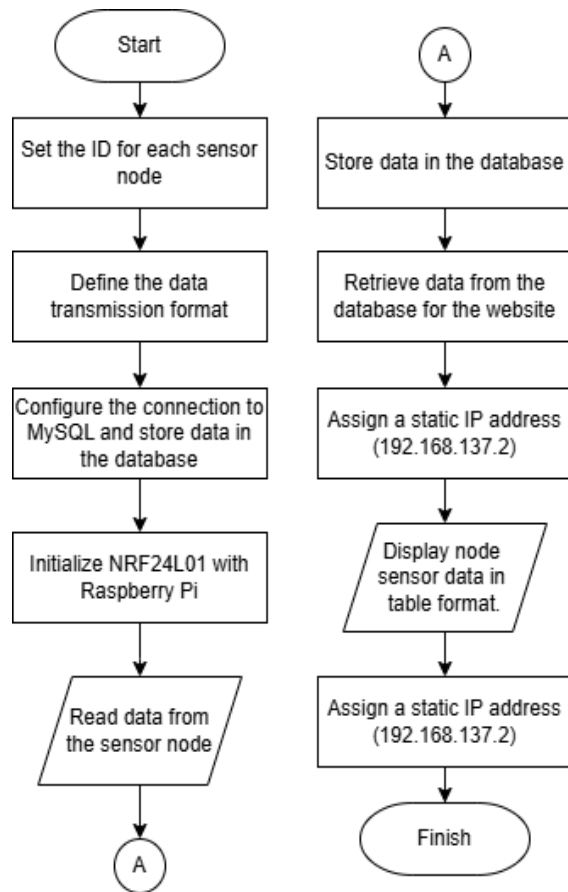 Start
Set the ID for each sensor
node
Define the data
transmission format
Configure the connection to
MySQL and store data in
the database
Initialize NRF24L01 with
Raspberry Pi
Read data from
the sensor node
A
A
Store data in the database
Retrieve data from the
database for the website
Assign a static IP address
(192.168.137.2)
Display node
sensor data in
table format.
Assign a static IP address
(192.168.137.2)
Finish